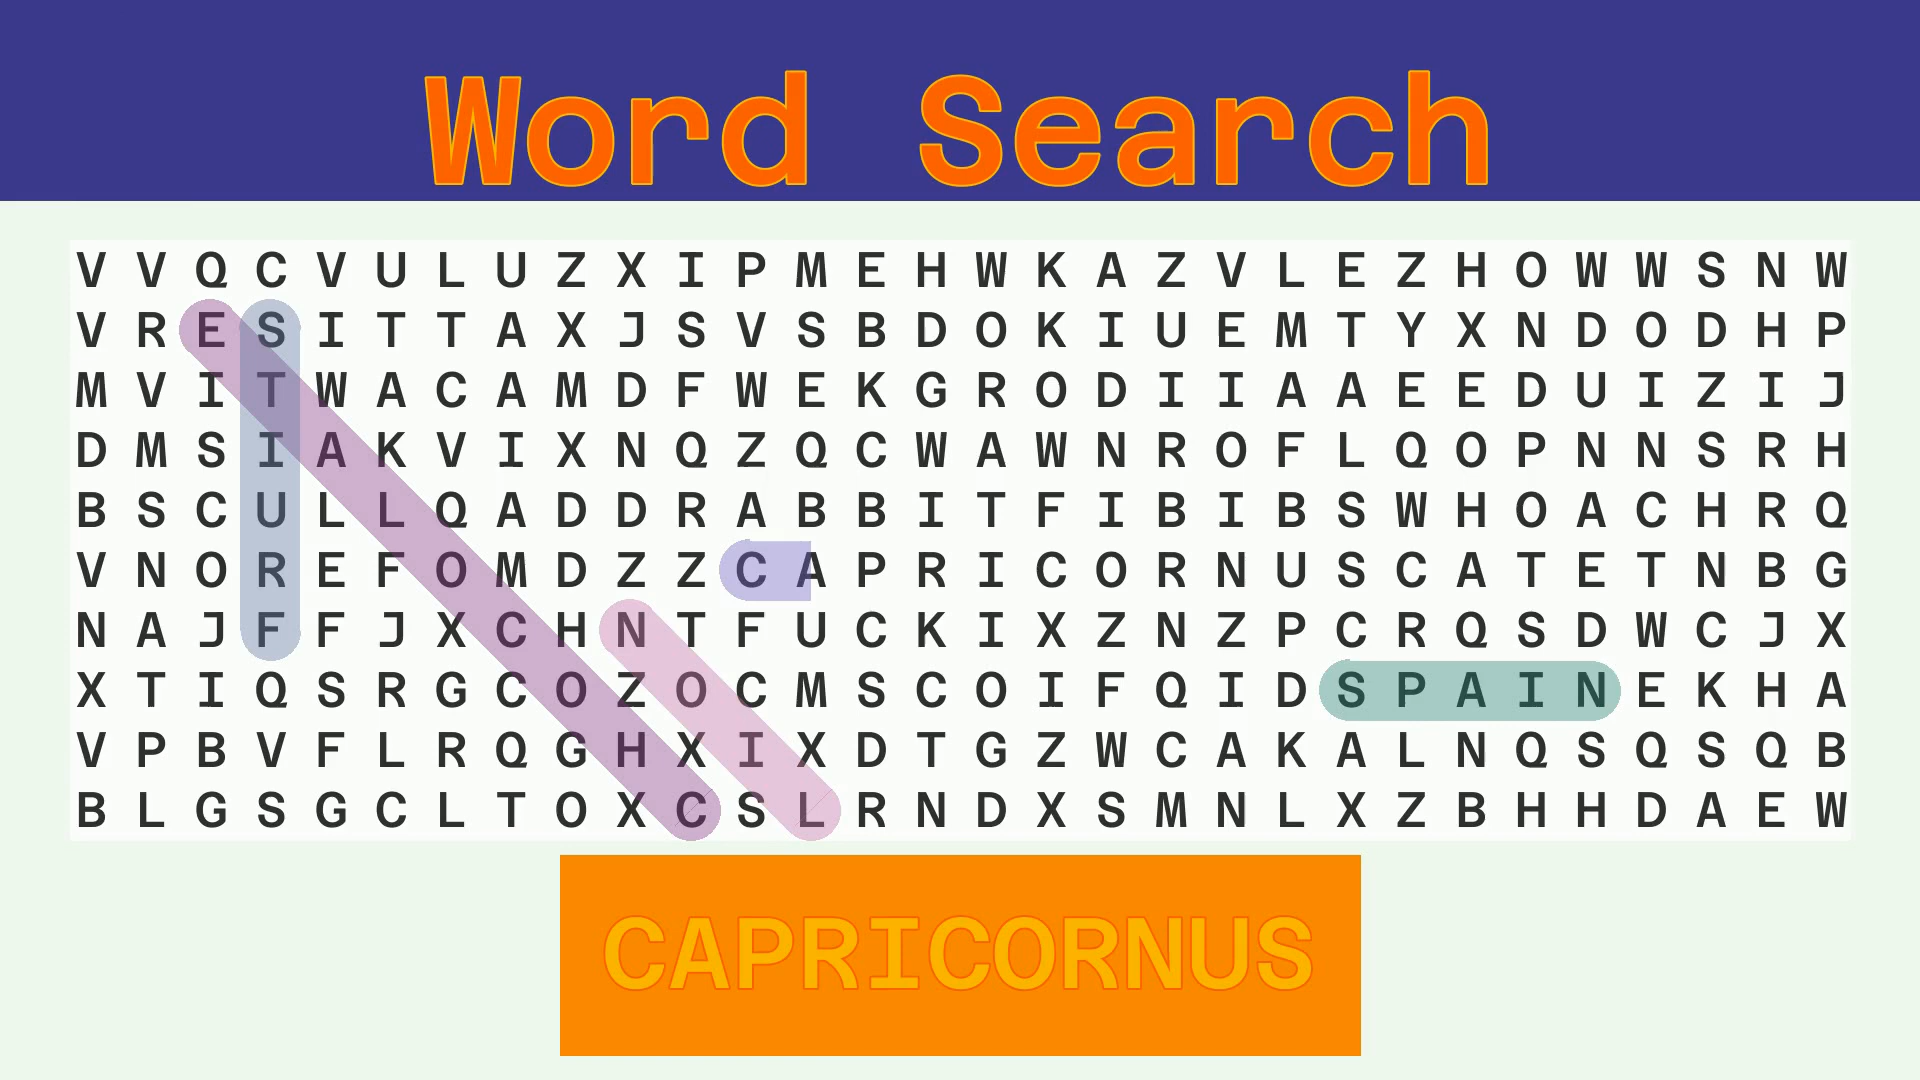 Word Search
V V Q C V U L U Z X I P M E H W K A Z V L E Z H O W W S N W
V R E S I T T A X J S V S B D O K I U E M T Y X N D O D H P
M V I T W A C A M D F W E K G R O D I I A A E E D U I Z I J
D M S I A K V I X N Q Z Q C W A W N R O F L Q O P N N S R H
B S C U L L Q A D D R A B B I T F I B I B S W H O A C H R Q
V N O R E F O M D Z Z C A P R I C O R N U S C A T E T N B G
N A J F F J X C H N T F U C K I X Z N Z P C R Q S D W C J X
X T I Q S R G C O Z O C M S C O I F Q I D S P A I N E K H A
V P B V F L R Q G H X I X D T G Z W C A K A L N Q S Q S Q B
B L G S G C L T O X C S L R N D X S M N L X Z B H H D A E W
CAPRICORNUS